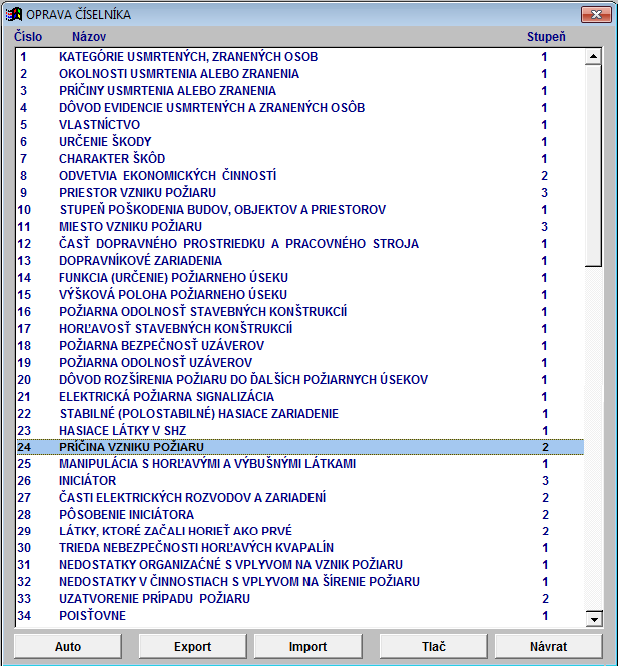 OPRAVA ČÍSELNÍKA
Číslo Názov Stupeň
1 KATEGÓRIE USMRTENÝCH, ZRANENÝCH OSOB 1
2 OKOLNOSTI USMRTENIA ALEBO ZRANENIA 1
3 PRÍČINY USMRTENIA ALEBO ZRANENIA 1
4 DÔVOD EVIDENCIE USMRTENÝCH A ZRANENÝCH OSÔB 1
5 VLASTNÍCTVO 1
6 URČENIE ŠKODY 1
7 CHARAKTER ŠKÔD 1
8 ODVETVIA EKONOMICKÝCH ČINNOSTÍ 2
9 PRIESTOR VZNIKU POŽIARU 3
10 STUPEŇ POŠKODENIA BUDOV, OBJEKTOV A PRIESTOROV 1
11 MIESTO VZNIKU POŽIARU 3
12 ČASŤ DOPRAVNÉHO PROSTRIEDKU A PRACOVNÉHO STROJA 1
13 DOPRAVNÍKOVÉ ZARIADENIA 1
14 FUNKCIA (URČENIE) POŽIARNEHO ÚSEKU 1
15 VÝŠKOVÁ POLOHA POŽIARNEHO ÚSEKU 1
16 POŽIARNA ODOLNOSŤ STAVEBNÝCH KONŠTRUKCIÍ 1
17 HORĽAVOSŤ STAVEBNÝCH KONŠTRUKCIÍ 1
18 POŽIARNA BEZPEČNOSŤ UZÁVEROV 1
19 POŽIARNA ODOLNOSŤ UZÁVEROV 1
20 DÔVOD ROZŠÍRENIA POŽIARU DO ĎALŠÍCH POŽIARNYCH ÚSEKOV 1
21 ELEKTRICKÁ POŽIARNA SIGNALIZÁCIA 1
22 STABILNÉ (POLOSTABILNÉ) HASIACE ZARIADENIE 1
23 HASIACE LÁTKY V SHZ 1
24 PRÍČINA VZNIKU POŽIARU 2
25 MANIPULÁCIA S HORĽAVÝMI A VÝBUŠNÝMI LÁTKAMI 1
26 INICIÁTOR 3
27 ČASTI ELEKTRICKÝCH ROZVODOV A ZARIADENÍ 2
28 PÔSOBENIE INICIÁTORA 2
29 LÁTKY, KTORÉ ZAČALI HORIEŤ AKO PRVÉ 2
30 TRIEDA NEBEZPEČNOSTI HORĽAVÝCH KVAPALÍN 1
31 NEDOSTATKY ORGANIZAĆNÉ S VPLYVOM NA VZNIK POŽIARU 1
32 NEDOSTATKY V ČINNOSTIACH S VPLYVOM NA ŠÍRENIE POŽIARU 1
33 UZATVORENIE PRÍPADU POŽIARU 2
34 POISŤOVNE 1
Auto Export Import Tlač Návrat